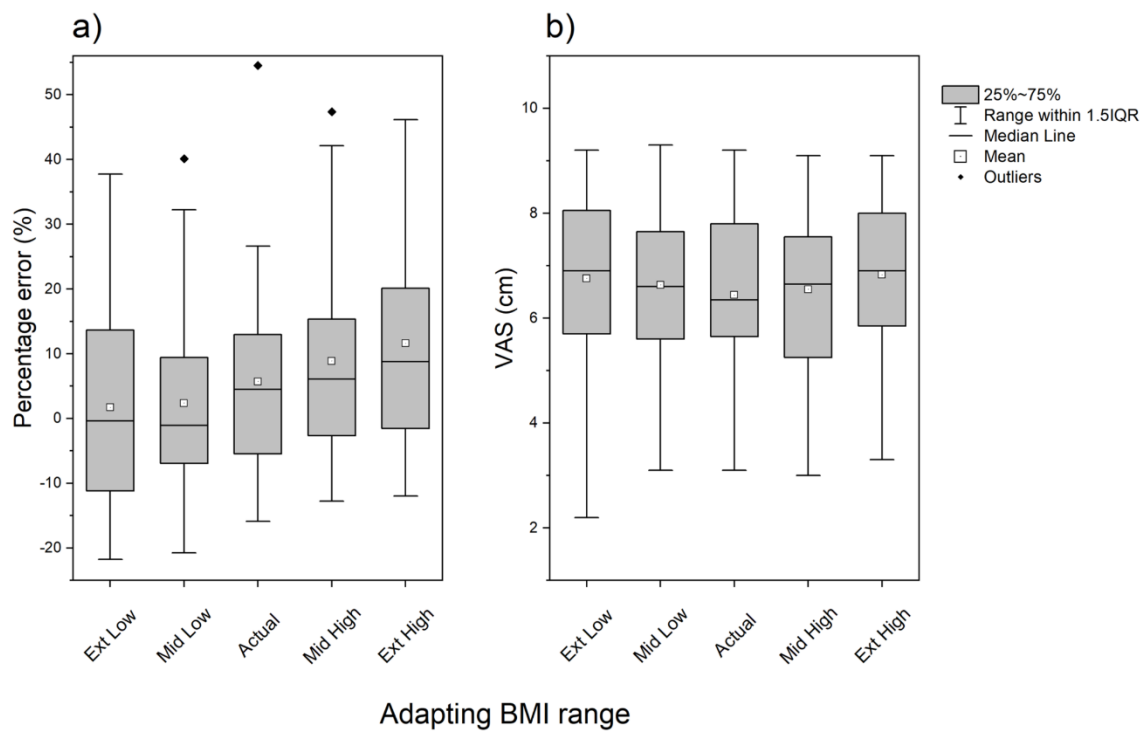 a)
Percentage error (%)
50
40
30
20
10
0
-10
-20
Ext Low
Mid Low
Actual
Mid High
Ext High
b)
VAS (cm)
10
8
6
4
2
Ext Low
Mid Low
Actual
Mid High
Ext High
25%~75%
Range within 1.5IQR
Median Line
Mean
Outliers
Adapting BMI range